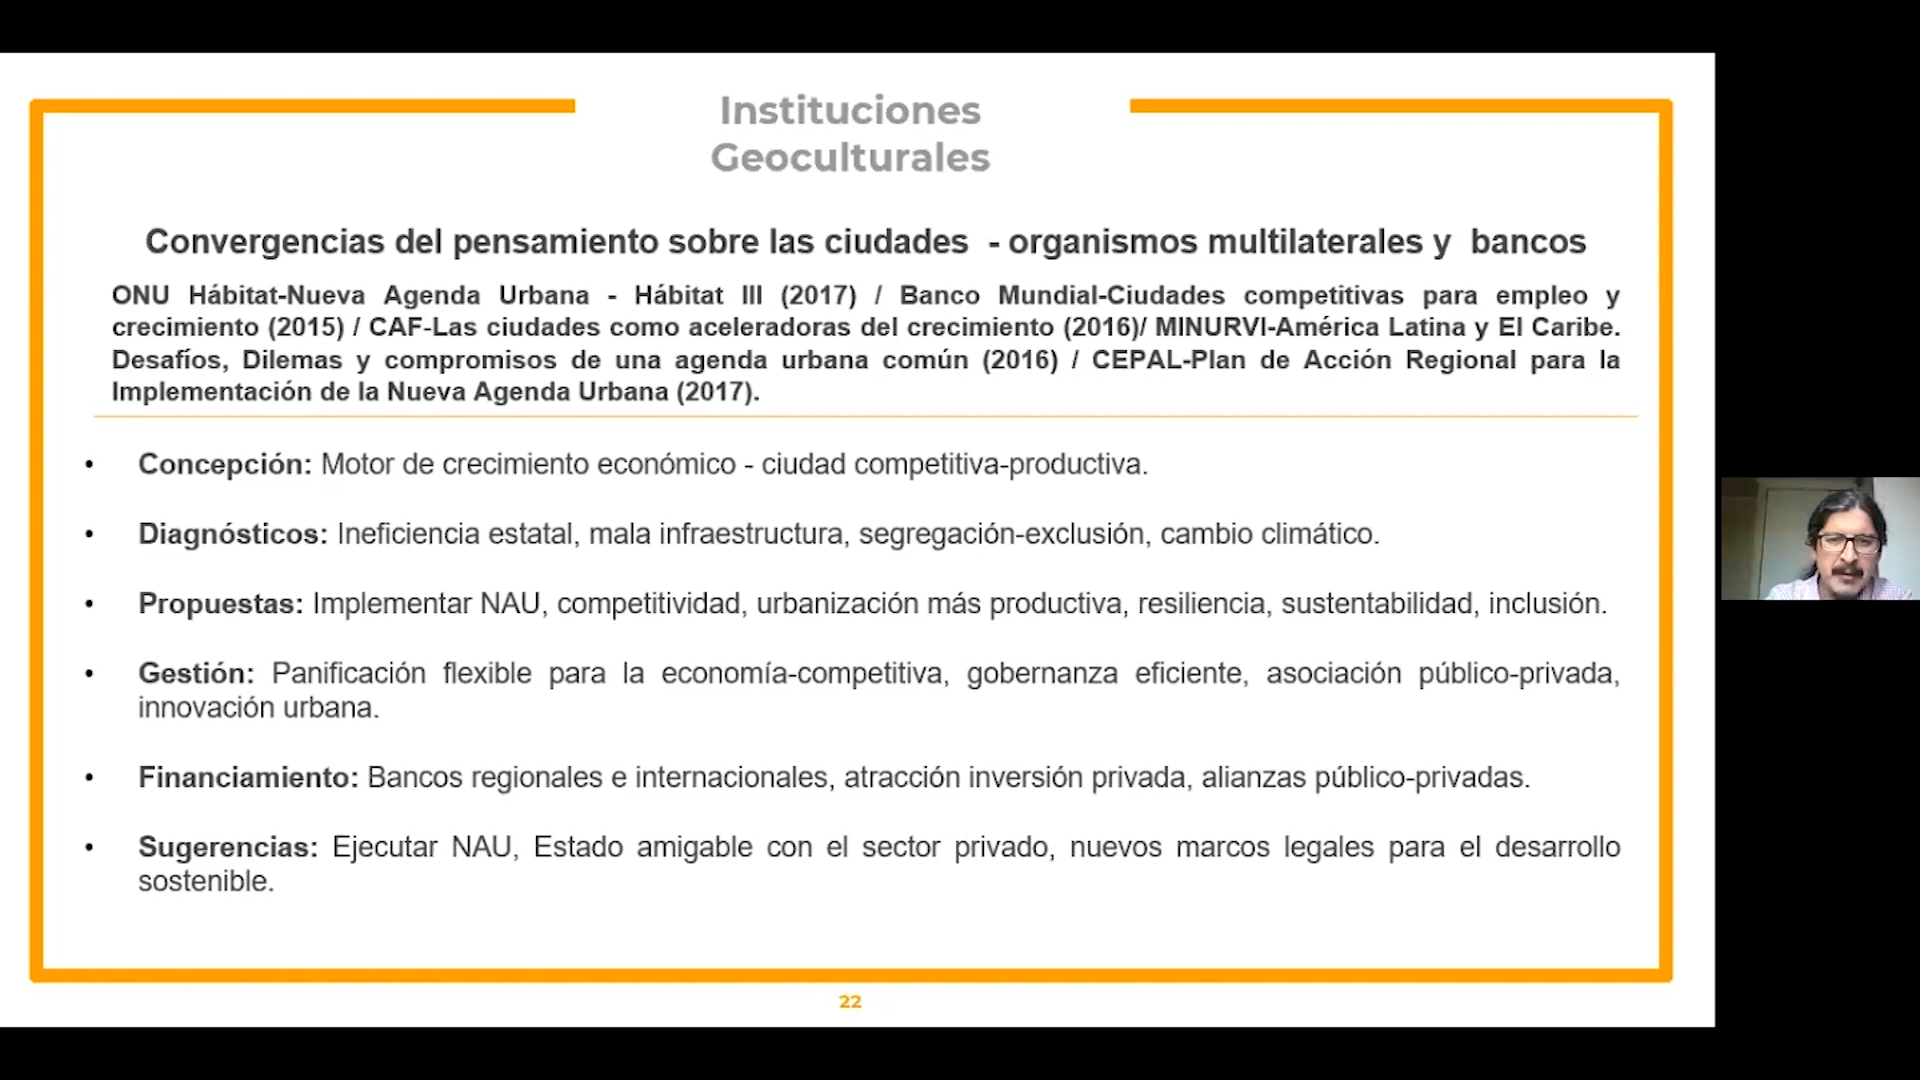 Instituciones
Geoculturales
Convergencias del pensamiento sobre las ciudades - organismos multilaterales y bancos
ONU Hábitat-Nueva Agenda Urbana - Hábitat III (2017) / Banco Mundial-Ciudades competitivas para empleo y
crecimiento (2015) / CAF-Las ciudades como aceleradoras del crecimiento (2016)/ MINURVI-América Latina y El Caribe.
Desafíos, Dilemas y compromisos de una agenda urbana común (2016) / CEPAL-Plan de Acción Regional para la
Implementación de la Nueva Agenda Urbana (2017).
• Concepción: Motor de crecimiento económico - ciudad competitiva-productiva.
• Diagnósticos: Ineficiencia estatal, mala infraestructura, segregación-exclusión, cambio climático.
• Propuestas: Implementar NAU, competitividad, urbanización más productiva, resiliencia, sustentabilidad, inclusión.
• Gestión: Panificación flexible para la economía-competitiva, gobernanza eficiente, asociación público-privada,
innovación urbana.
• Financiamiento: Bancos regionales e internacionales, atracción inversión privada, alianzas público-privadas.
• Sugerencias: Ejecutar NAU, Estado amigable con el sector privado, nuevos marcos legales para el desarrollo
sostenible.
22